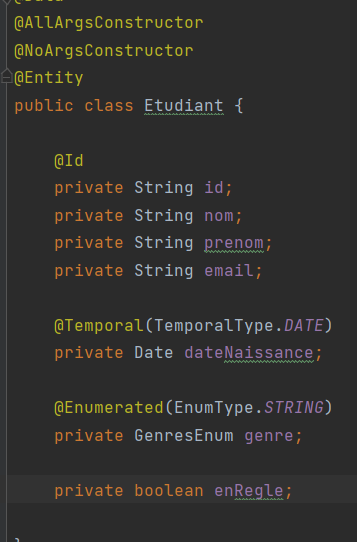 @AllArgsConstructor
@NoArgsConstructor
@Entity
public class Etudiant {
@Id
private String id;
private String nom;
private String prenom;
private String email;
@Temporal(TemporalType.DATE)
private Date dateNaissance;
@Enumerated(EnumType.STRING)
private GenresEnum genre;
private boolean enRegle;